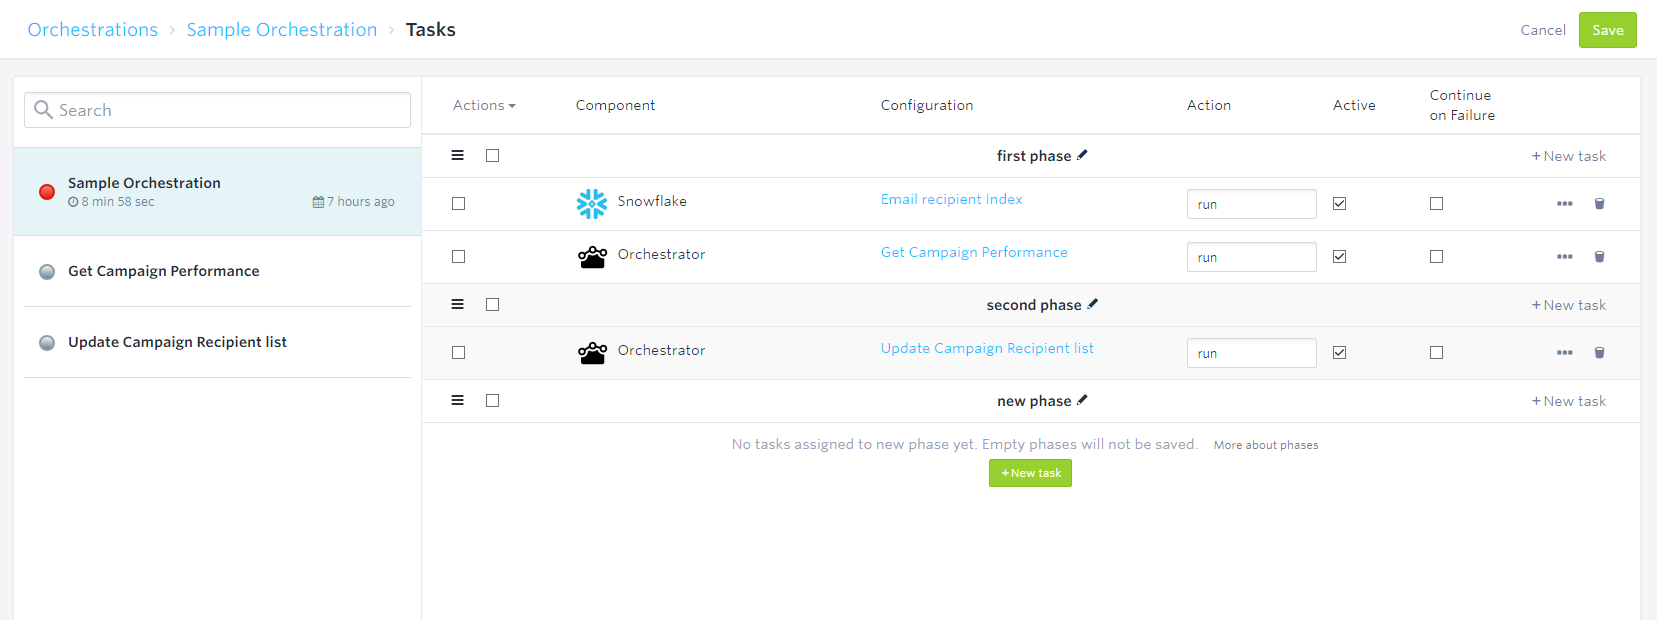 Orchestrations › Sample Orchestration › Tasks
Cancel
Save
Search
Sample Orchestration
8 min 58 sec
7 hours ago
Get Campaign Performance
Update Campaign Recipient list
Actions
Component
Configuration
Action
Active
Continue
on Failure
first phase
+ New task
Snowflake
Email recipient Index
run
Orchestrator
Get Campaign Performance
run
second phase
+ New task
Orchestrator
Update Campaign Recipient list
run
new phase
+ New task
No tasks assigned to new phase yet. Empty phases will not be saved. More about phases
+ New task